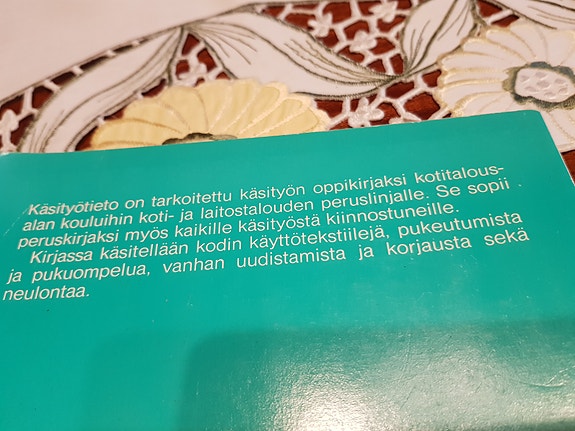 Käsityötieto on tarkoitettu käsityön oppikirjaksi kotitalous-
alan kouluihin koti- ja laitostalouden peruslinjalle. Se sopii
peruskirjaksi myös kaikille käsityöstä kiinnostuneille.
Kirjassa käsitellään kodin käyttötekstiilejä, pukeutumista
ja pukuompelua, vanhan uudistamista ja korjausta sekä
neulontaa.